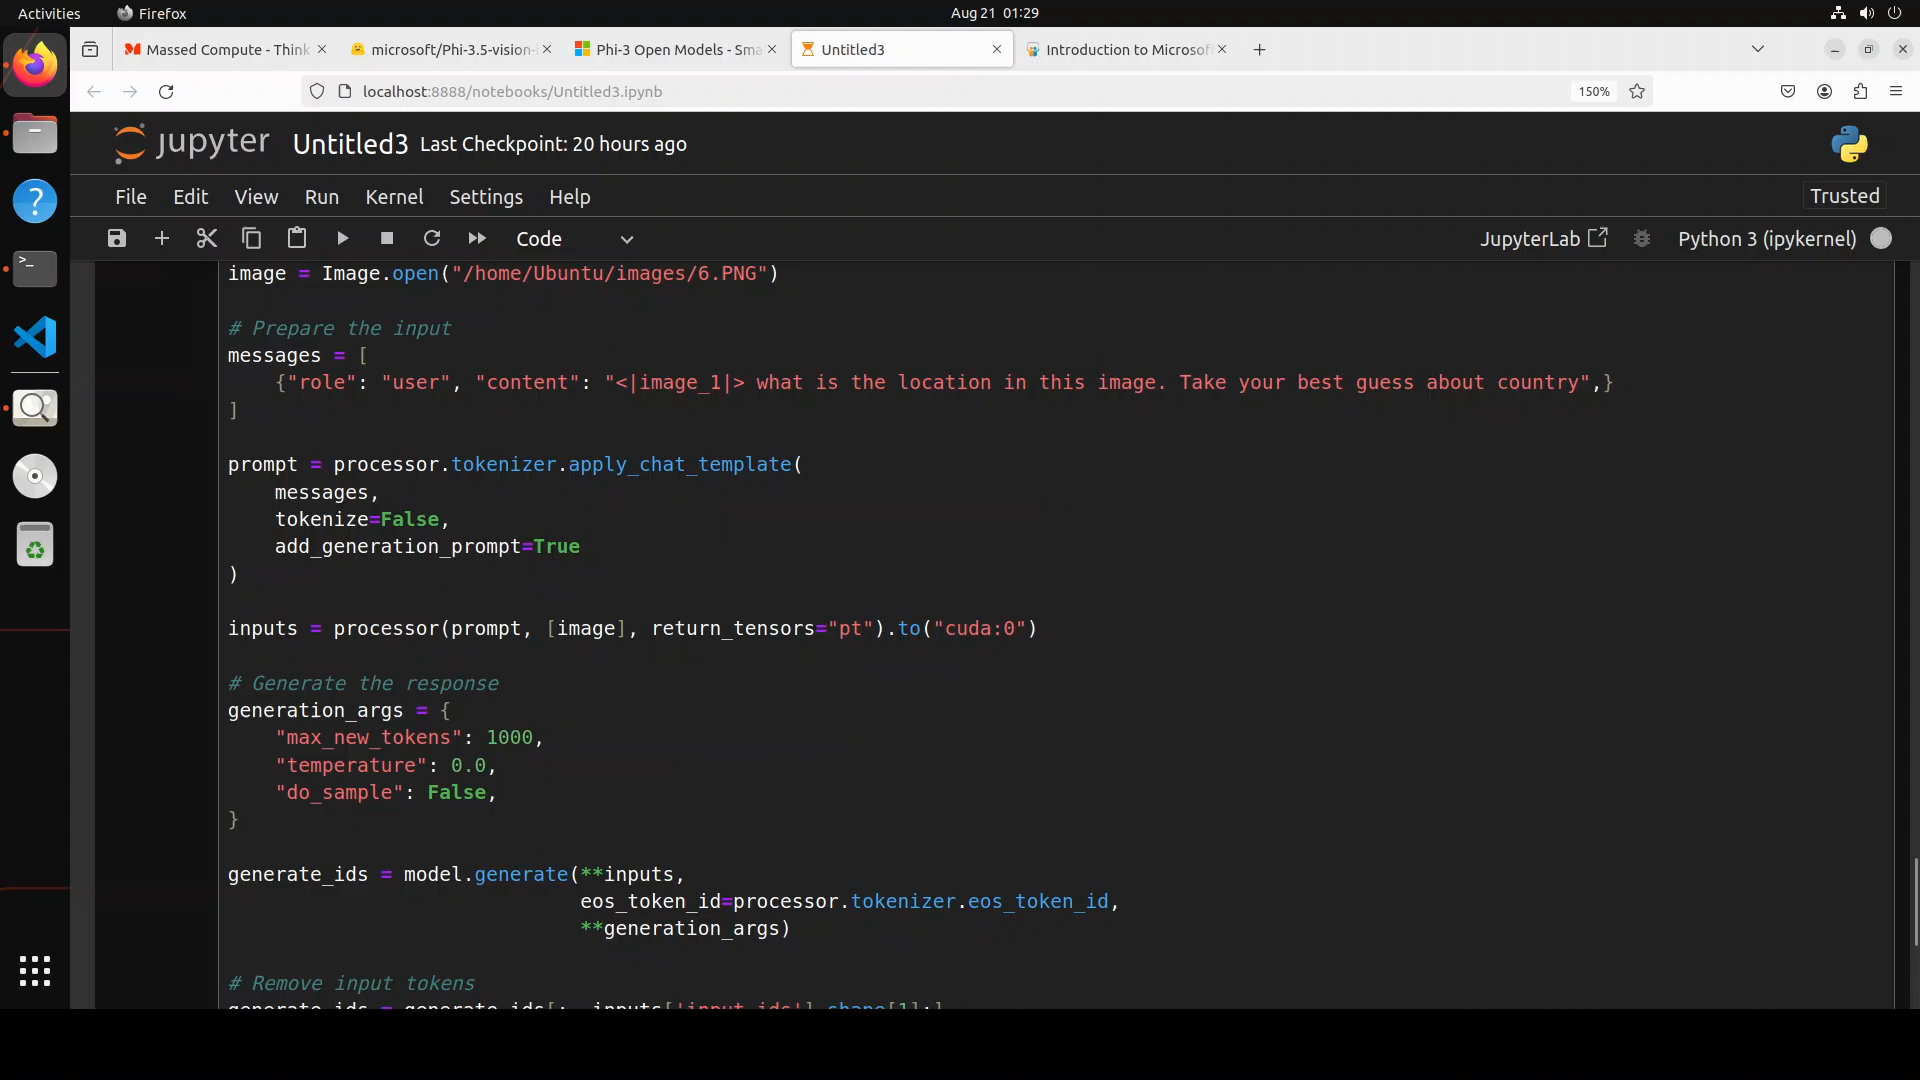 Activities Firefox Aug 21 01:29
Massed Compute - Think microsoft/Phi-3.5-vision- Phi-3 Open Models - Sma Untitled3 Introduction to Microsof
localhost:8888/notebooks/Untitled3.ipynb 150%
jupyter Untitled3 Last Checkpoint: 20 hours ago
File Edit View Run Kernel Settings Help Trusted
Code JupyterLab Python 3 (ipykernel)
image = Image.open("/home/Ubuntu/images/6.PNG")
# Prepare the input
messages = [
    {"role": "user", "content": "<|image_1|> what is the location in this image. Take your best guess about country",}
]
prompt = processor.tokenizer.apply_chat_template(
    messages,
    tokenize=False,
    add_generation_prompt=True
)
inputs = processor(prompt, [image], return_tensors="pt").to("cuda:0")
# Generate the response
generation_args = {
    "max_new_tokens": 1000,
    "temperature": 0.0,
    "do_sample": False,
}
generate_ids = model.generate(**inputs,
                              eos_token_id=processor.tokenizer.eos_token_id,
                              **generation_args)
# Remove input tokens
generate_ids = generate_ids[:, inputs['input_ids'].shape[1]:]